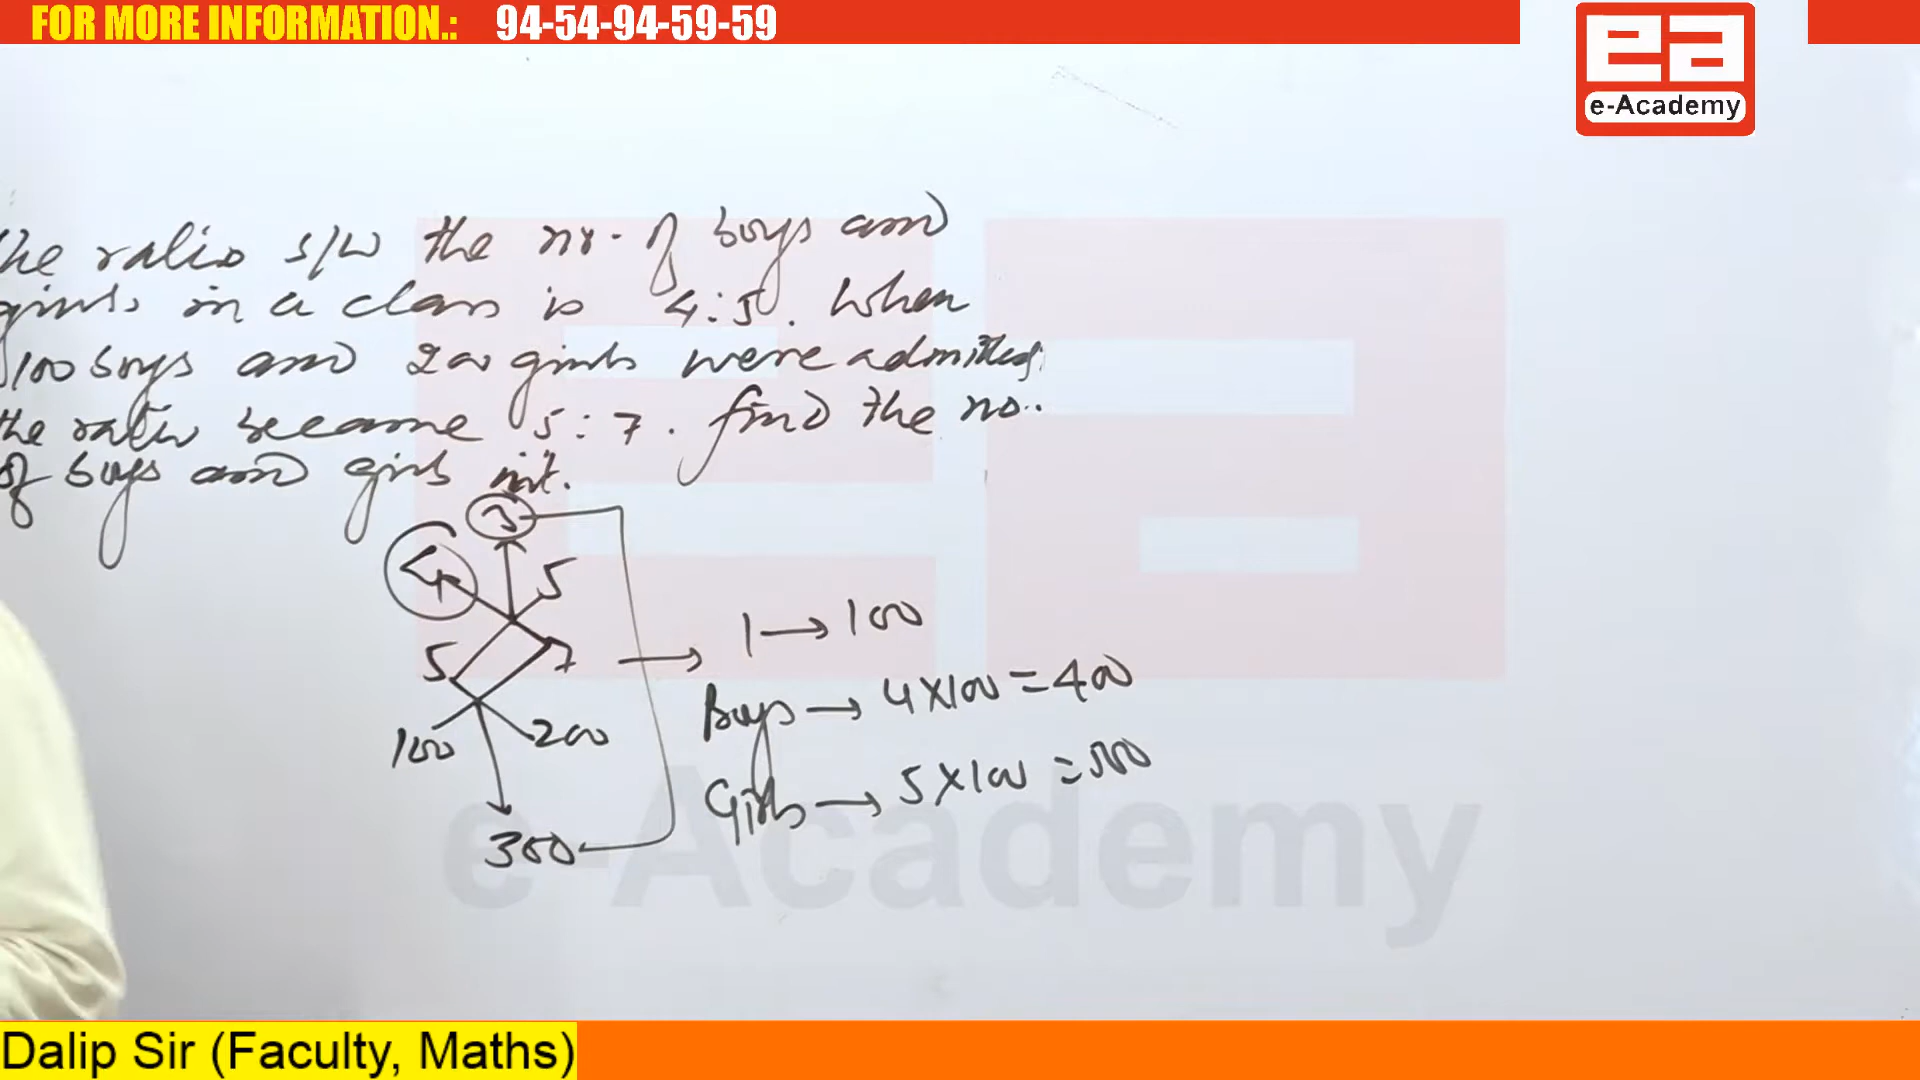 FOR MORE INFORMATION.: 94-54-94-59-59
ea
e-Academy
the ratio b/w the no. of boys and
girls in a class is 4:5. When
100 boys and 200 girls were admitted,
the ratio became 5:7. find the no.
of boys and girls init.
3
4 5
5 7
100 200
300
1 → 100
Boys → 4×100 = 400
Girls → 5×100 = 500
e-Academy
Dalip Sir (Faculty, Maths)